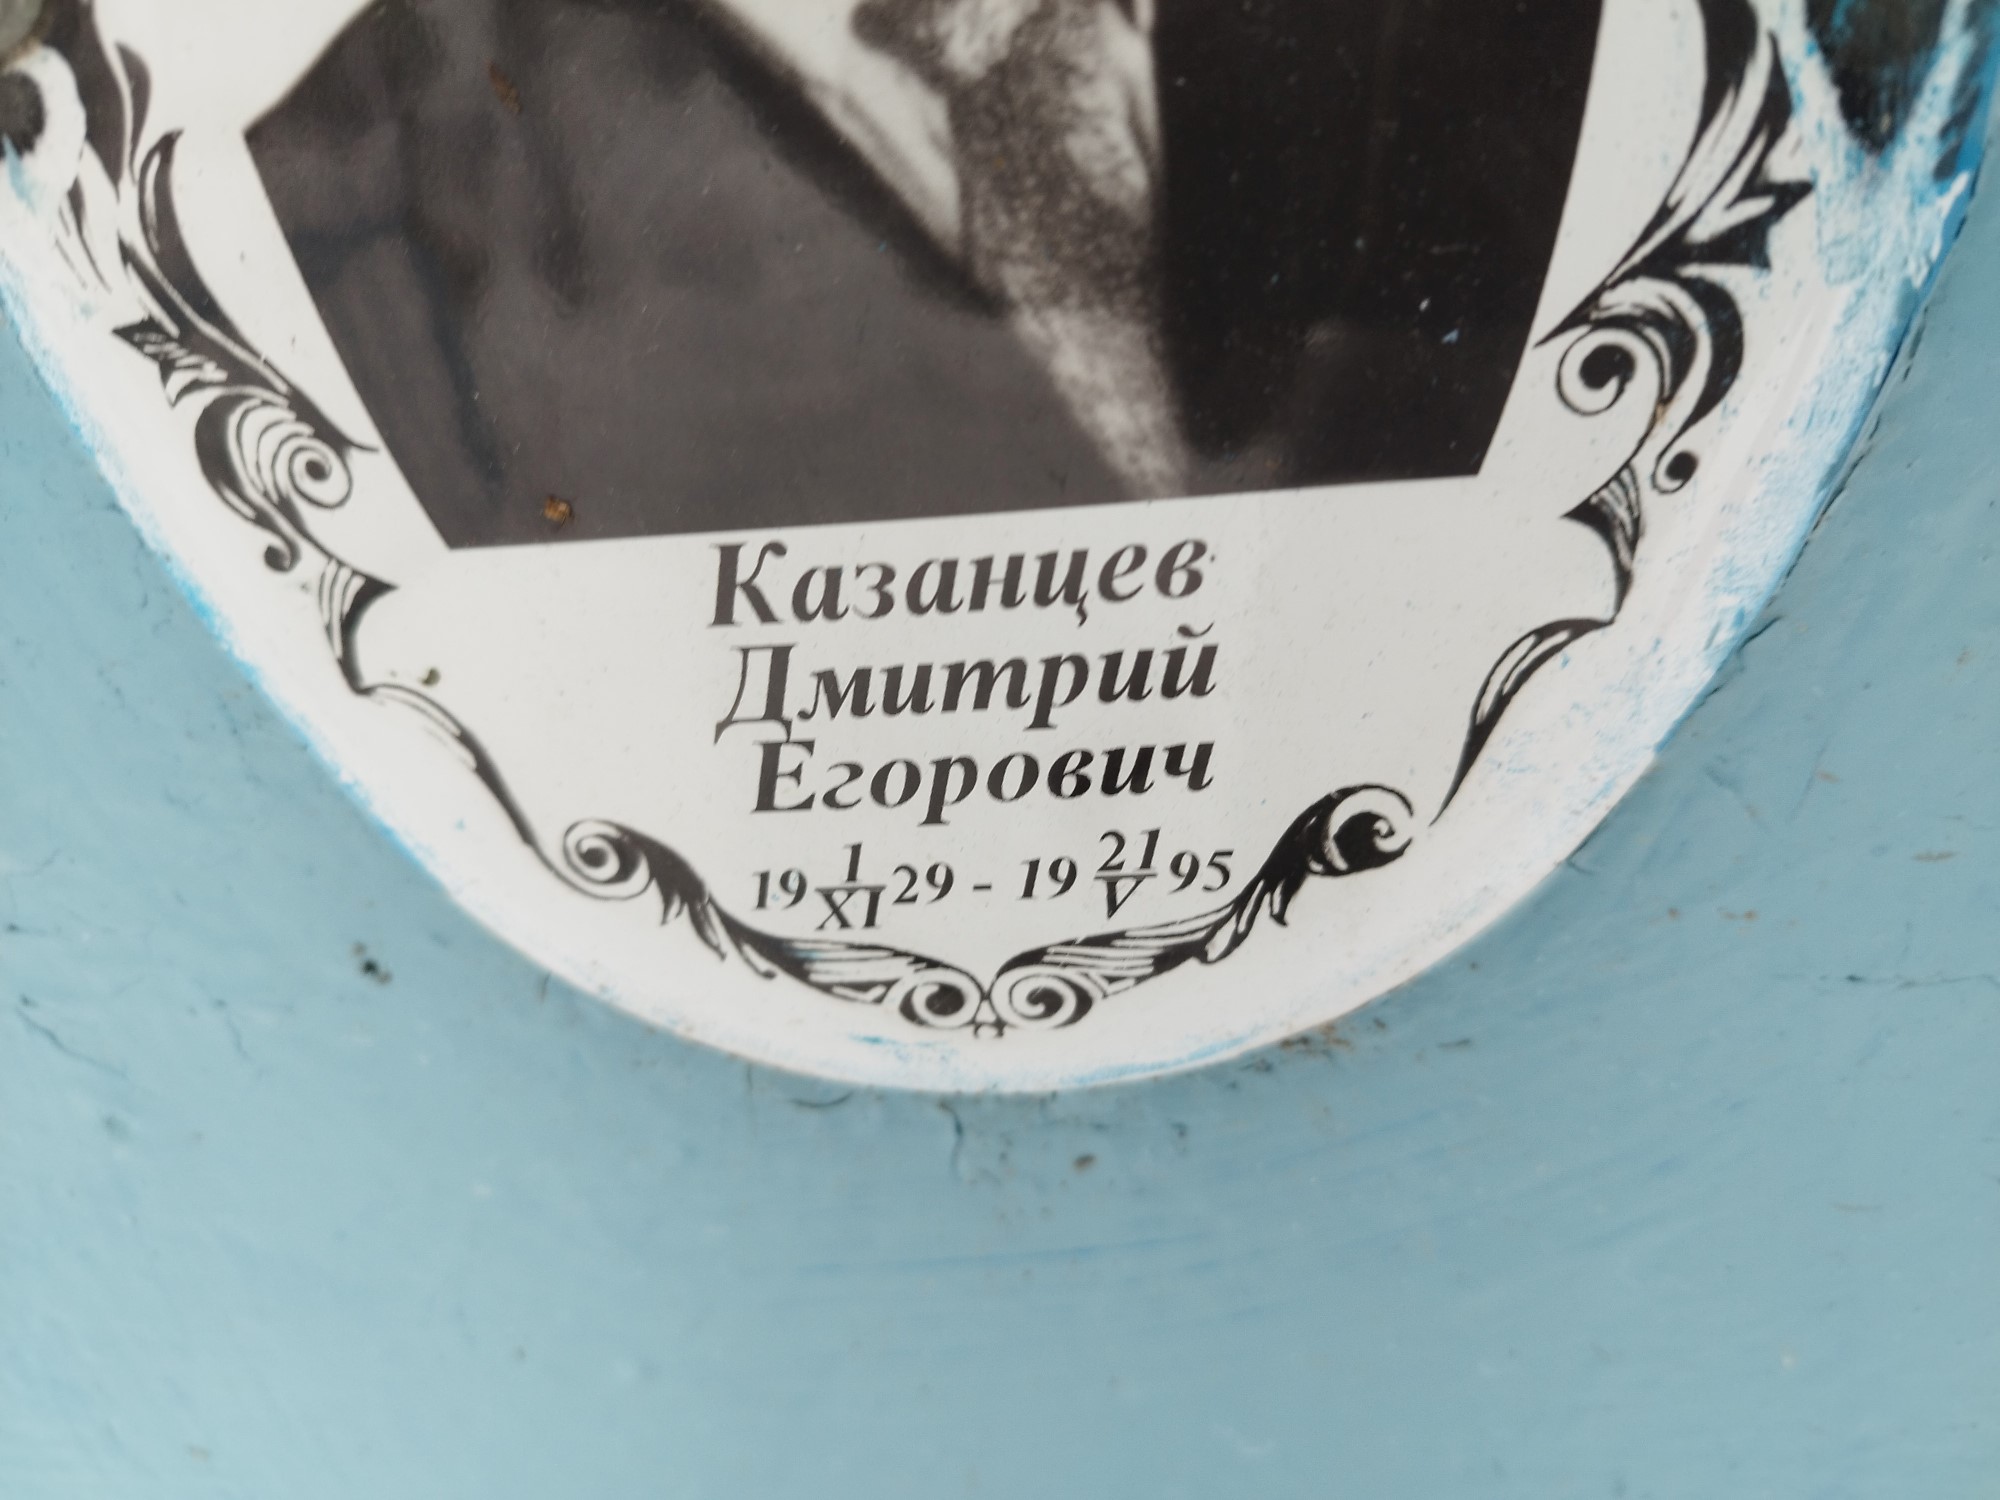 Казанцев
Дмитрий
Егорович
19 1/XI 29 - 19 21/V 95